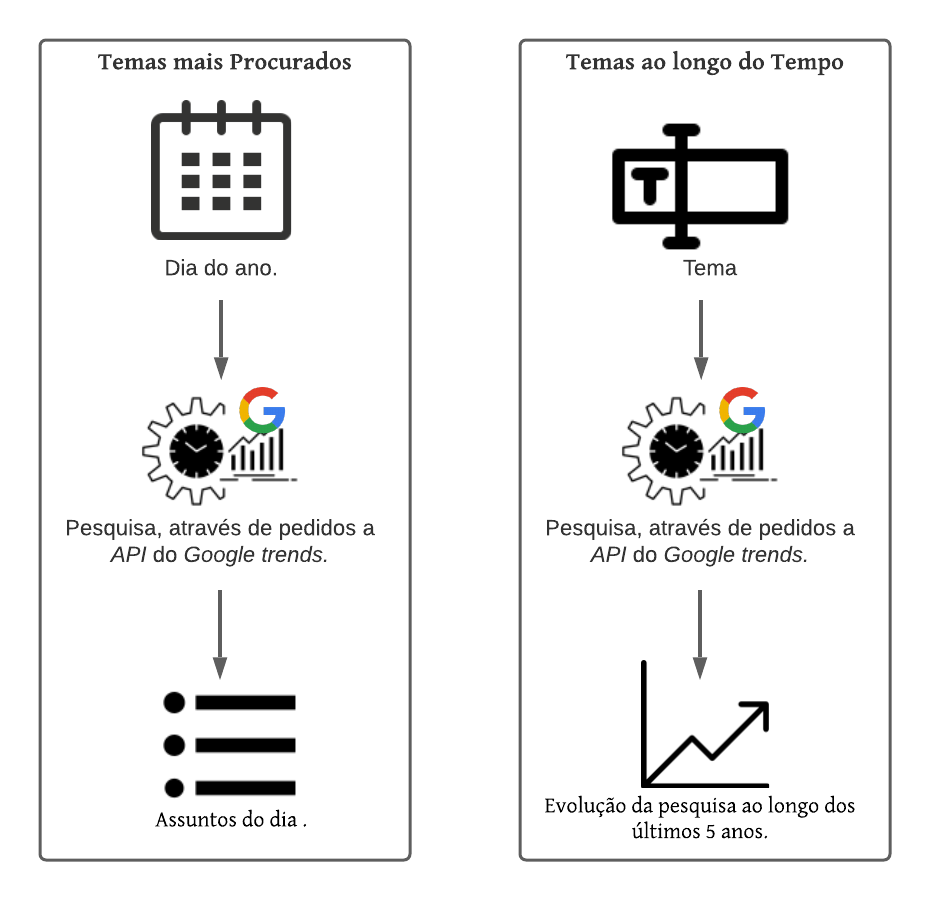 Temas mais Procurados
Dia do ano.
Pesquisa, através de pedidos a
API do Google trends.
Assuntos do dia .
Temas ao longo do Tempo
T
Tema
Pesquisa, através de pedidos a
API do Google trends.
Evolução da pesquisa ao longo dos
últimos 5 anos.